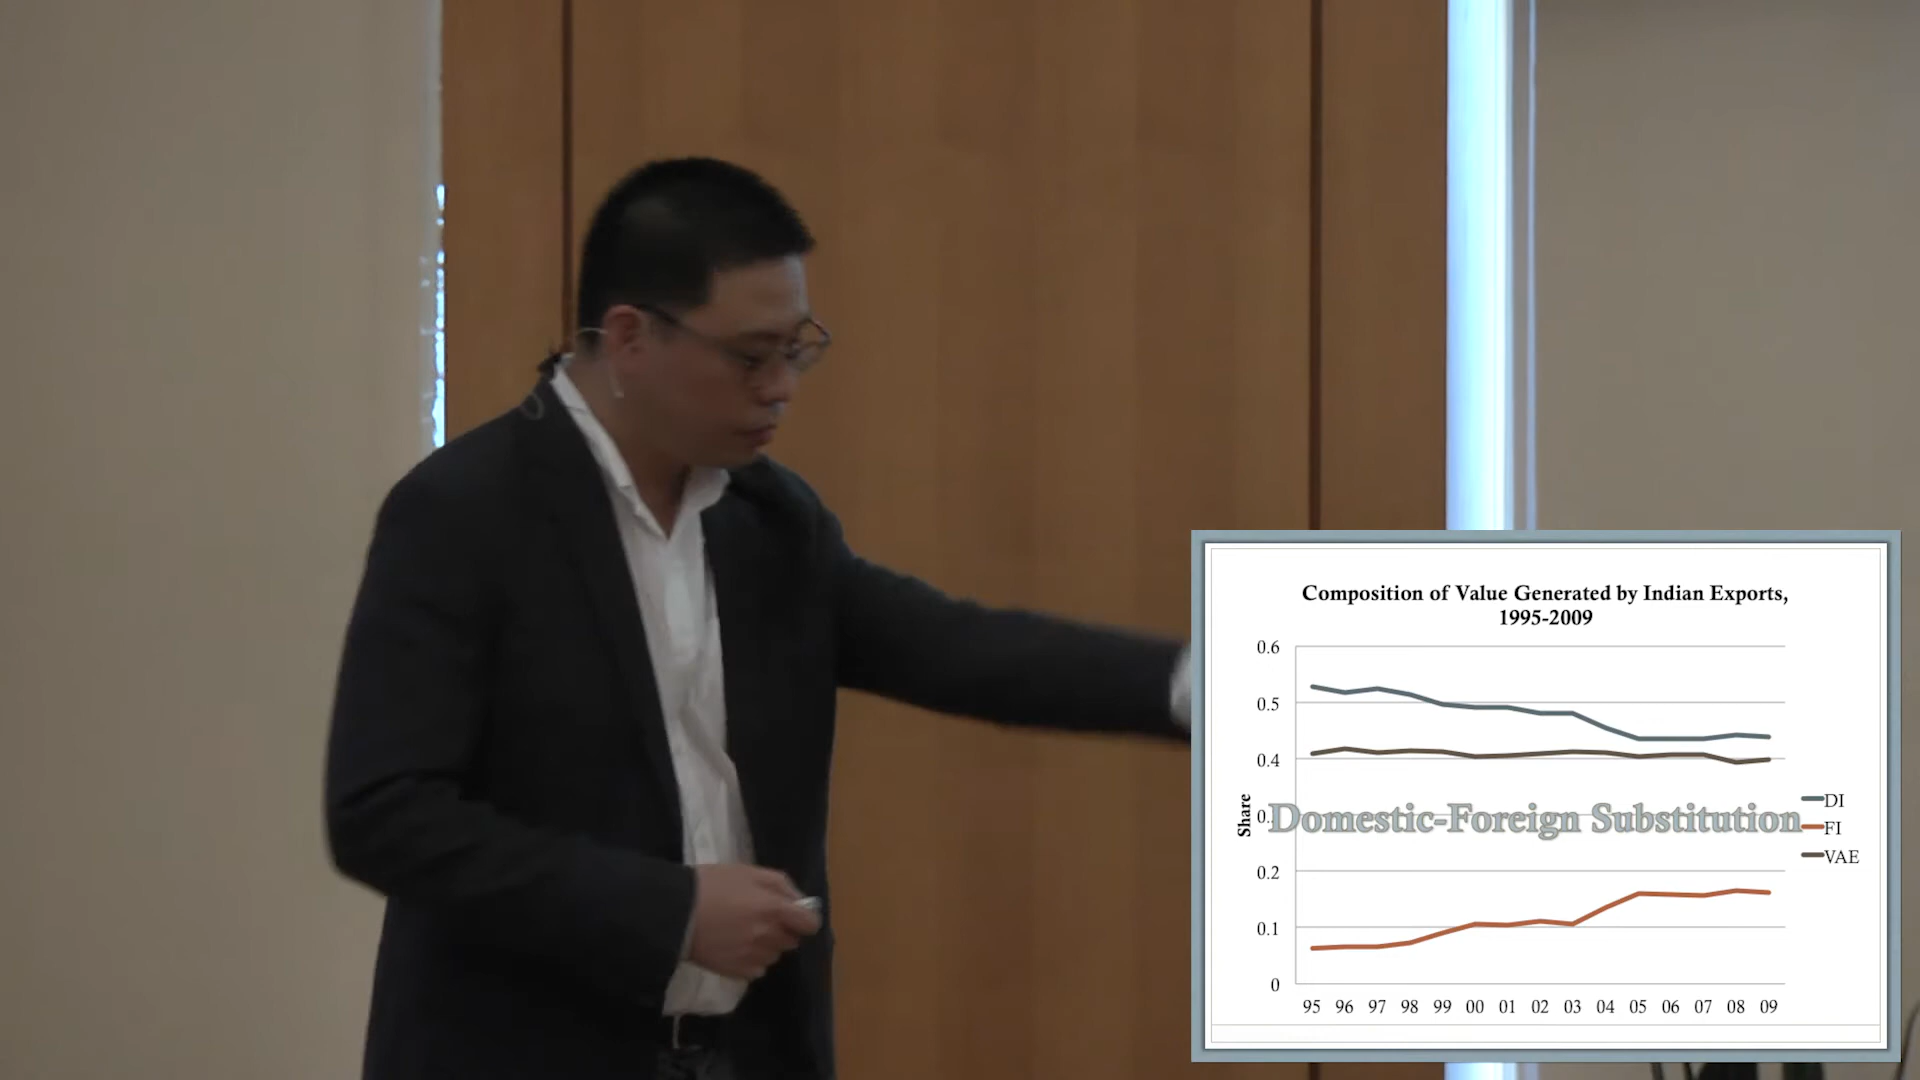 Composition of Value Generated by Indian Exports,
1995-2009
0.6
0.5
0.4
0.
0.2
0.1
0
Share
Domestic-Foreign Substitution
DI
FI
VAE
95 96 97 98 99 00 01 02 03 04 05 06 07 08 09